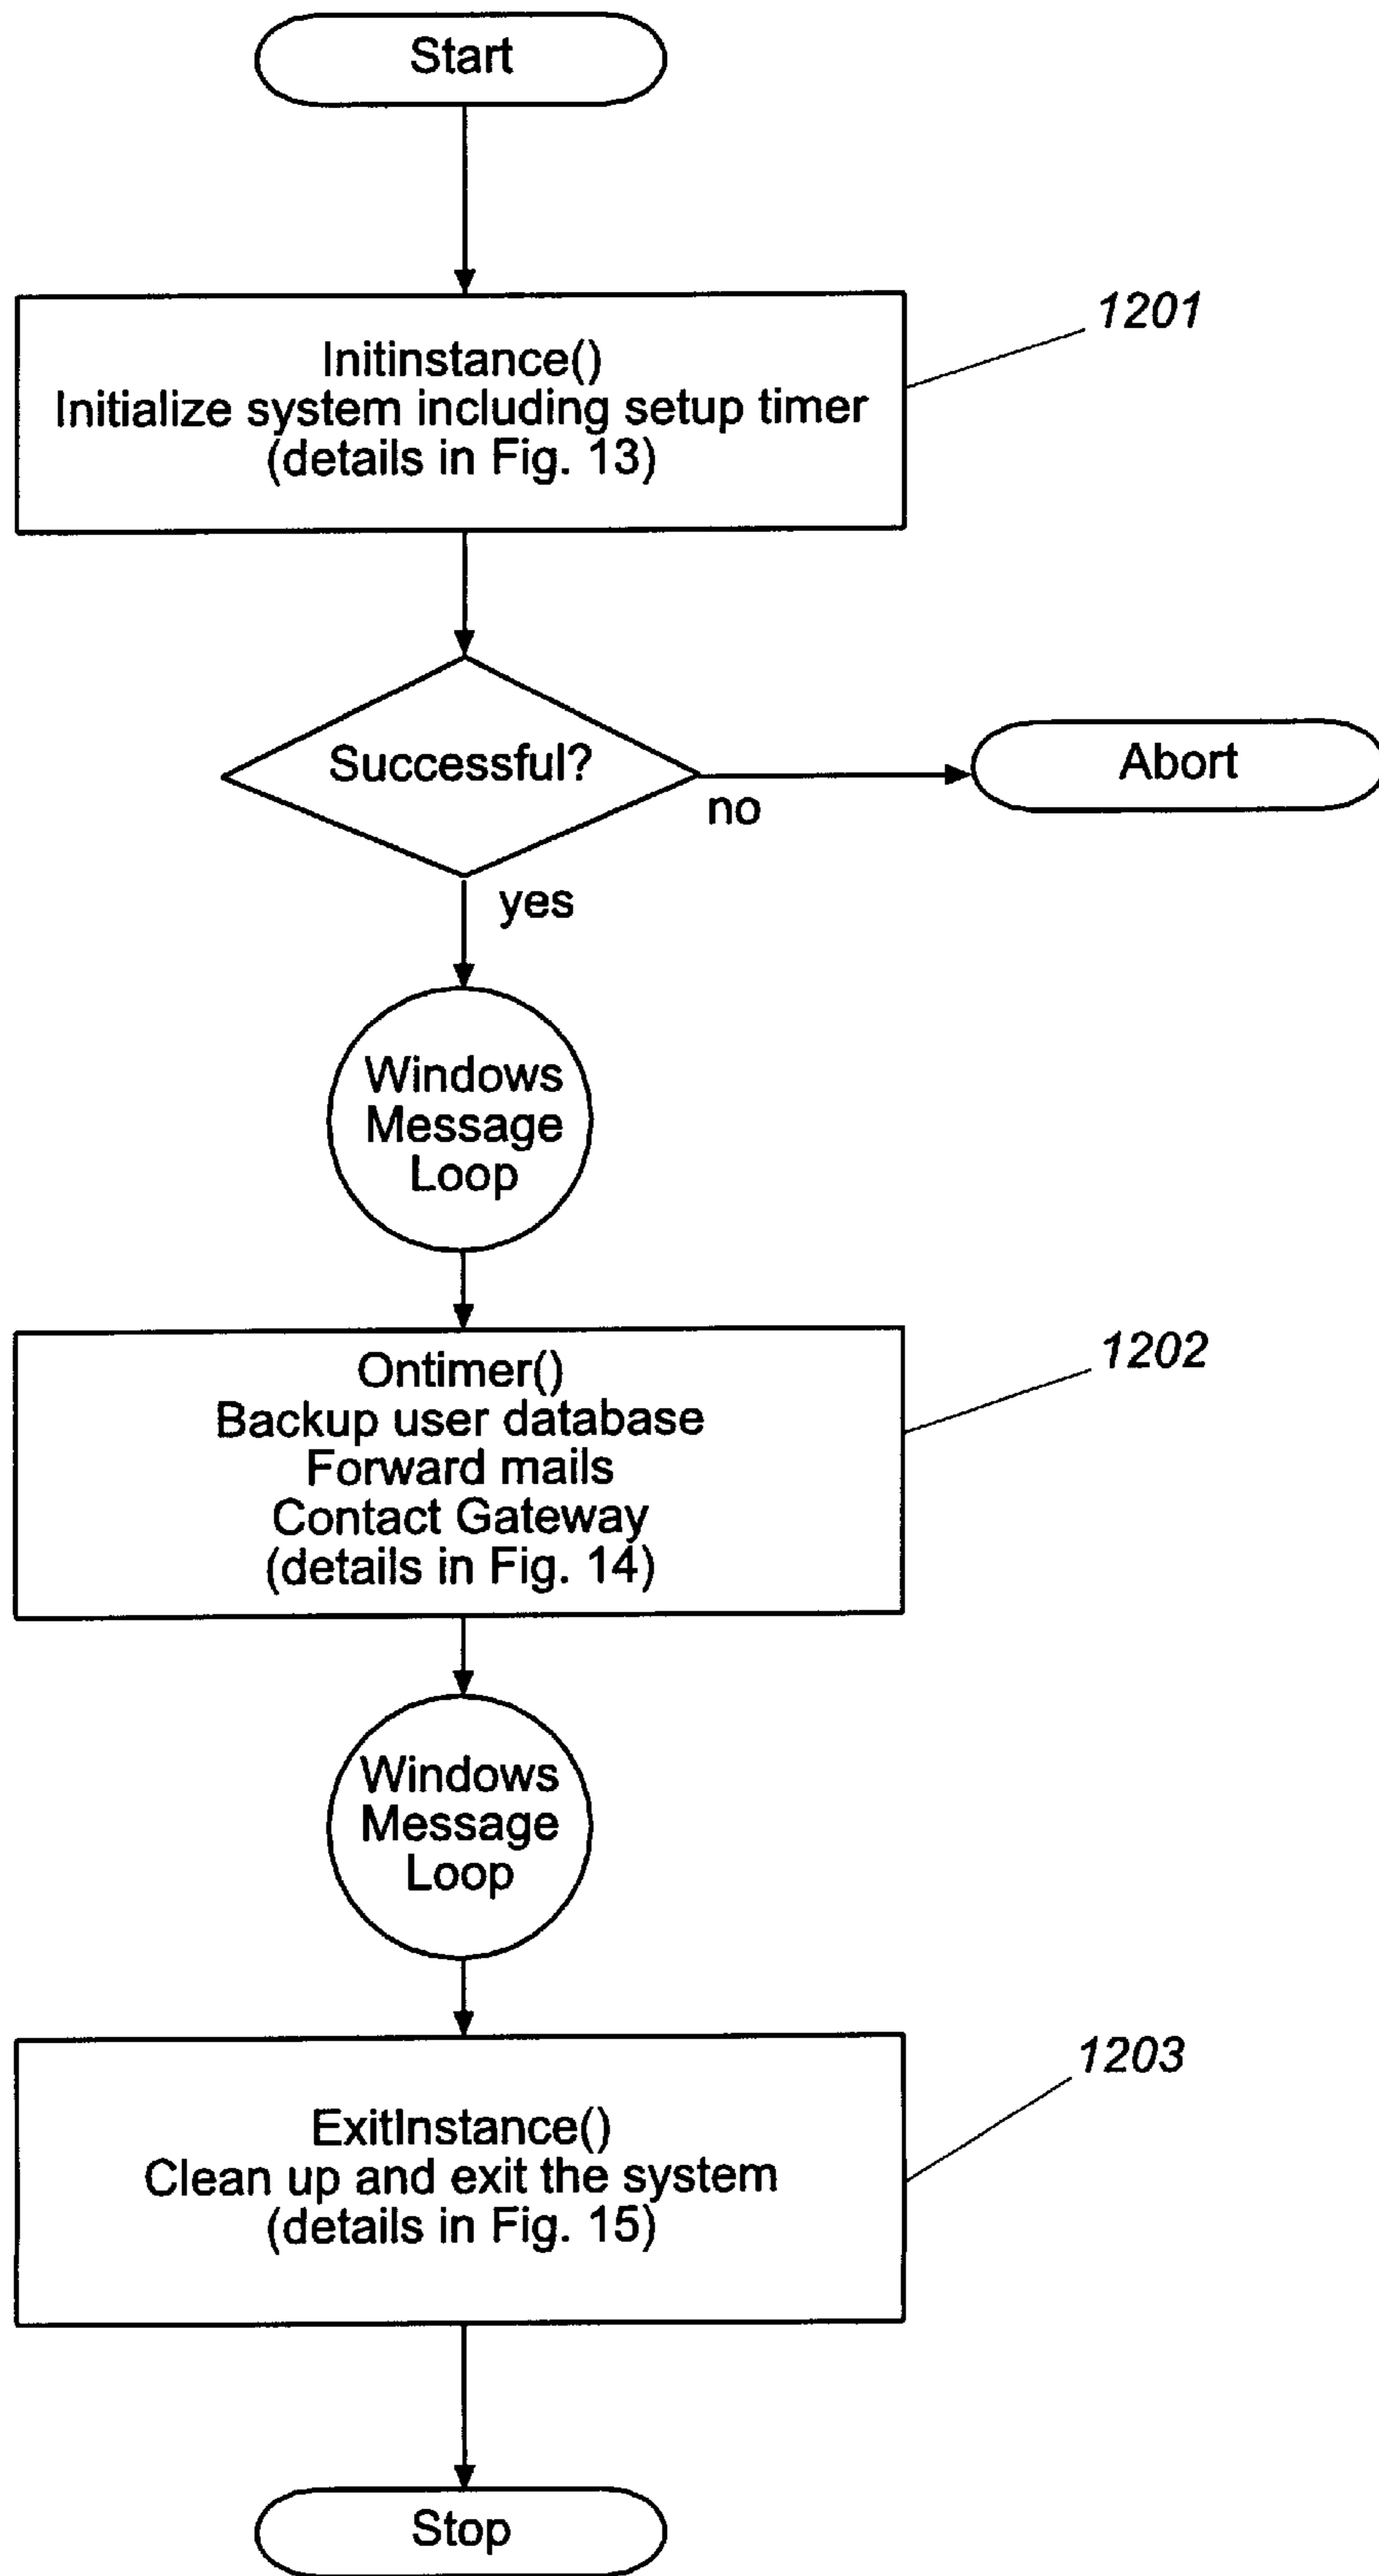 Start
1201
Initinstance()
Initialize system including setup timer
(details in Fig. 13)
Successful?
Abort
no
yes
Windows
Message
Loop
1202
Ontimer()
Backup user database
Forward mails
Contact Gateway
(details in Fig. 14)
Windows
Message
Loop
1203
ExitInstance()
Clean up and exit the system
(details in Fig. 15)
Stop